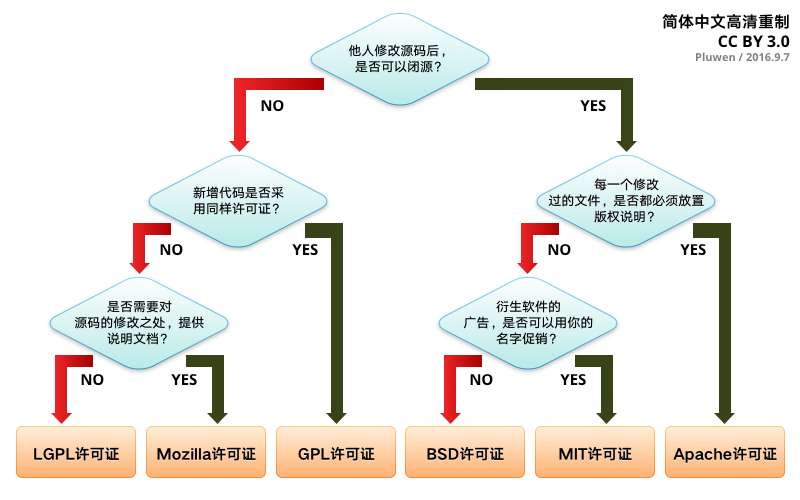 简体中文高清重制
CC BY 3.0
Pluwen / 2016.9.7
他人修改源码后，
是否可以闭源？
NO
YES
新增代码是否采
用同样许可证？
每一个修改
过的文件，是否都必须放置
版权说明？
NO
YES
NO
YES
是否需要对
源码的修改之处，提供
说明文档？
衍生软件的
广告，是否可以用你的
名字促销？
NO
YES
NO
YES
LGPL许可证
Mozilla许可证
GPL许可证
BSD许可证
MIT许可证
Apache许可证